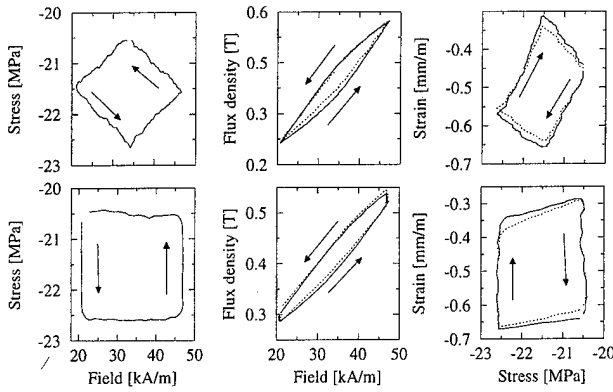 Stress [MPa]
-20
-21
-22
-23
Flux density [T]
0.6
0.5
0.3
0.2
Strain [mm/m]
-0.4
-0.5
-0.6
-0.7
Stress [MPa]
-20
-21
-22
-23
20 30 40 50
Field [kA/m]
Flux density [T]
0.5
0.4
0.3
0.2
20 30 40 50
Field [kA/m]
Strain [mm/m]
-0.3
-0.4
-0.5
-0.6
-0.7
-23 -22 -21 -20
Stress [MPa]